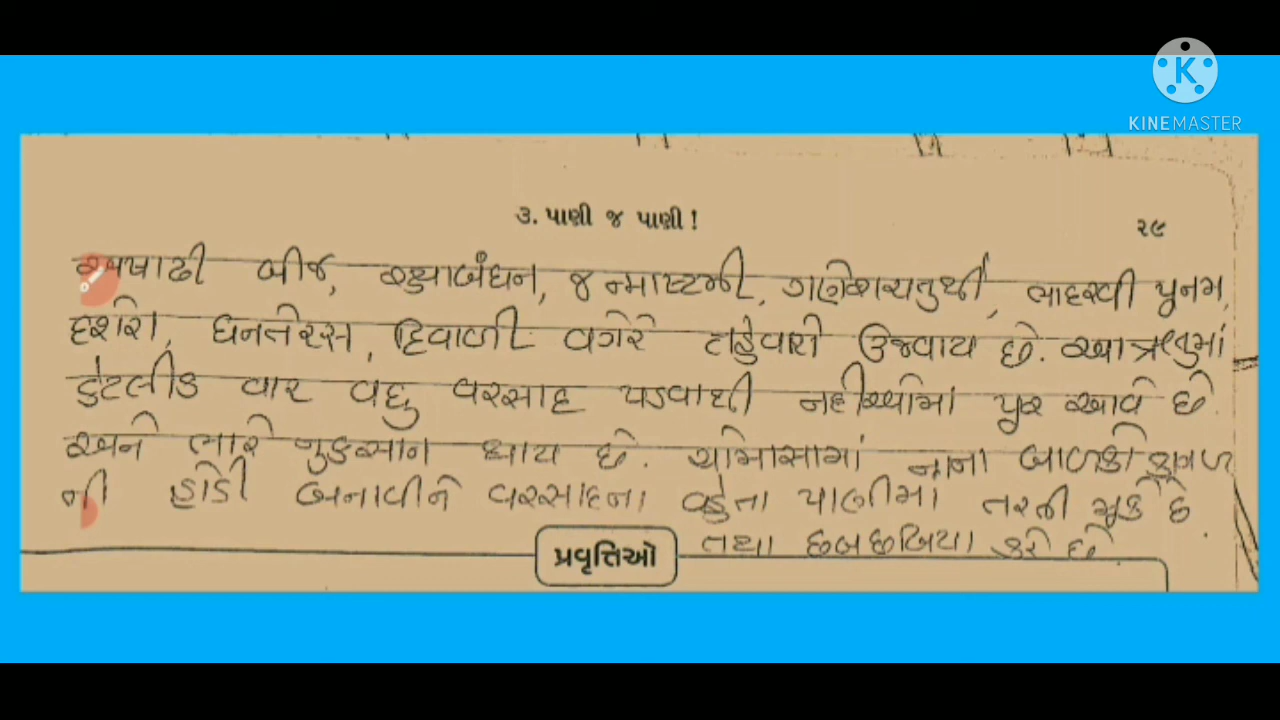 KINEMASTER
૩. પાણી જ પાણી!
૨૯
અષાઢી બીજ, રક્ષાબંધન, જન્માષ્ટમી, ગણેશચતુર્થી, ભાદરવી પૂનમ,
દશેરા, ધનતેરસ, દિવાળી વગેરે તહેવારો ઉજવાય છે. આ ઋતુમાં
કેટલીક વાર વધુ વરસાદ પડવાથી નદીઓમાં પૂર આવે છે.
અને ભારે નુકસાન થાય છે. ચોમાસામાં નાના બાળકો કાગળ
ની હોડી બનાવીને વરસાદના વહેતા પાણીમાં તરતી મૂકે છે
તથા છબછબિયા કરે છે.
પ્રવૃત્તિઓ